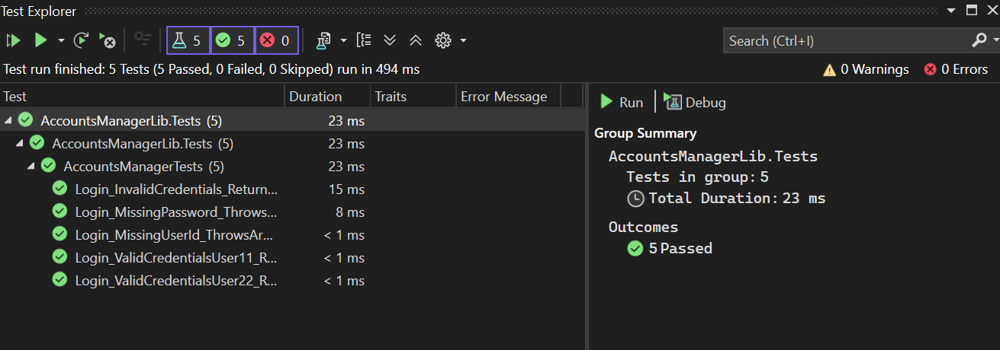 Test Explorer
5 5 0
Search (Ctrl+I)
Test run finished: 5 Tests (5 Passed, 0 Failed, 0 Skipped) run in 494 ms
0 Warnings 0 Errors
Test Duration Traits Error Message
AccountsManagerLib.Tests (5) 23 ms
AccountsManagerLib.Tests (5) 23 ms
AccountsManagerTests (5) 23 ms
Login_InvalidCredentials_Return... 15 ms
Login_MissingPassword_Throws... 8 ms
Login_MissingUserId_ThrowsAr... < 1 ms
Login_ValidCredentialsUser11_R... < 1 ms
Login_ValidCredentialsUser22_R... < 1 ms
Run Debug
Group Summary
AccountsManagerLib.Tests
Tests in group: 5
Total Duration: 23 ms
Outcomes
5 Passed